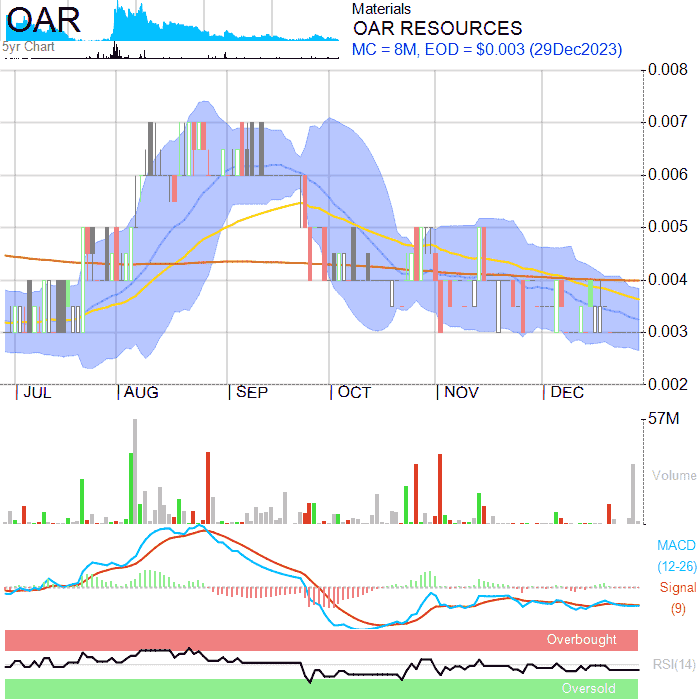 OAR
5yr Chart
Materials
OAR RESOURCES
MC = 8M, EOD = $0.003 (29Dec2023)
0.008
0.007
0.006
0.005
0.004
0.003
0.002
JUL AUG SEP OCT NOV DEC
57M
Volume
MACD
(12-26)
Signal
(9)
Overbought
RSI(14)
Oversold